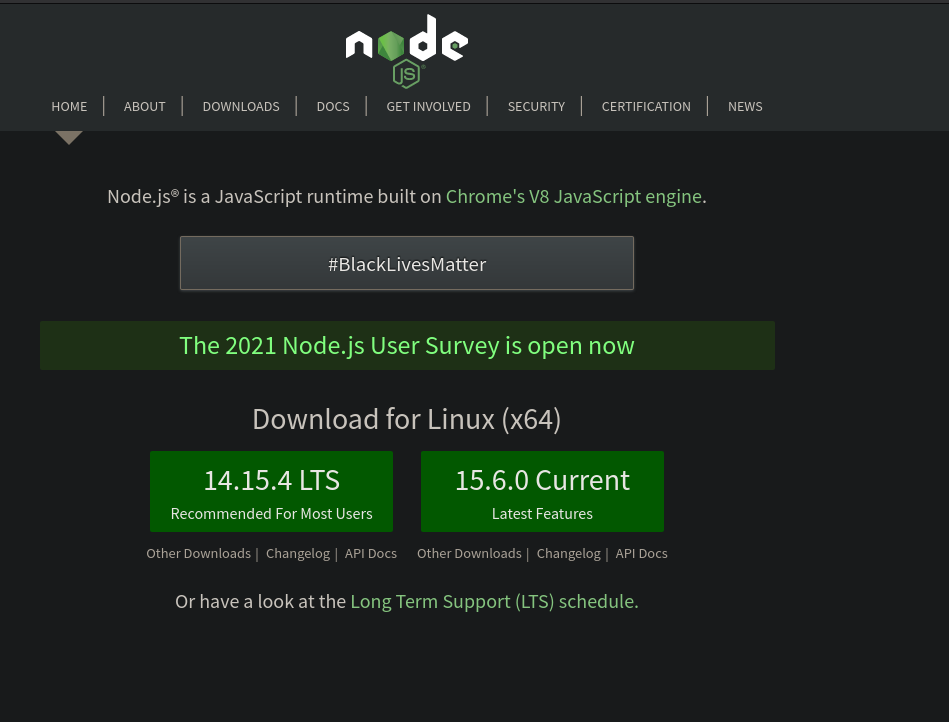 node
JS
HOME | ABOUT | DOWNLOADS | DOCS | GET INVOLVED | SECURITY | CERTIFICATION | NEWS
Node.js® is a JavaScript runtime built on Chrome's V8 JavaScript engine.
#BlackLivesMatter
The 2021 Node.js User Survey is open now
Download for Linux (x64)
14.15.4 LTS
Recommended For Most Users
15.6.0 Current
Latest Features
Other Downloads | Changelog | API Docs
Other Downloads | Changelog | API Docs
Or have a look at the Long Term Support (LTS) schedule.